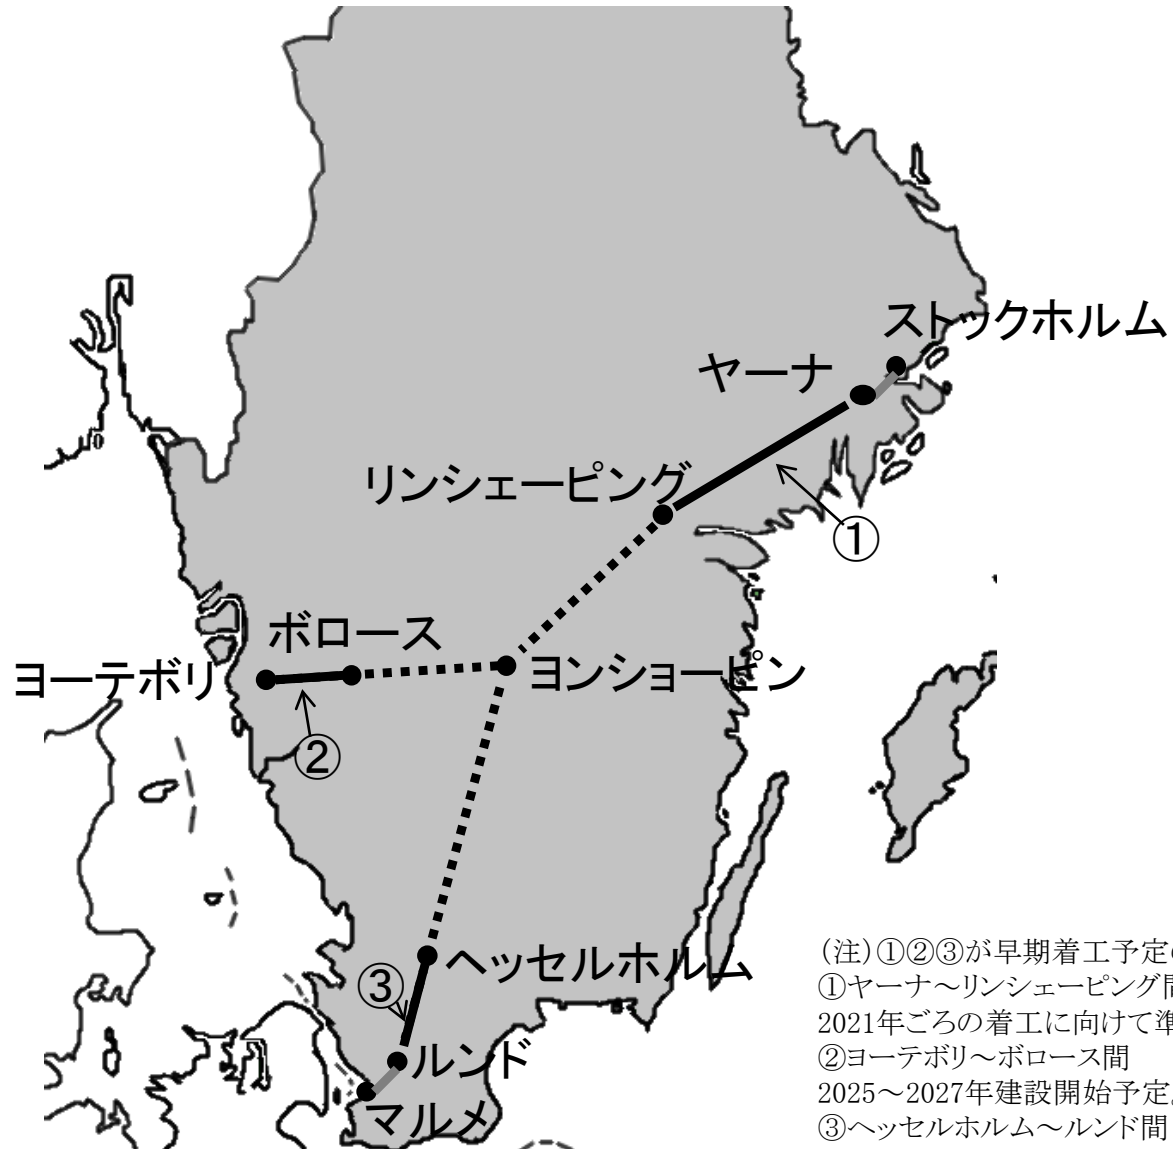 ストックホルム
ヤーナ
リンシェーピング
①
ボロース
ヨーテボリ
ヨンショーピン
②
ヘッセルホルム
③
ルンド
マルメ
(注)①②③が早期着工予定
①ヤーナ～リンシェーピング間
2021年ごろの着工に向けて準
②ヨーテボリ～ボロース間
2025～2027年建設開始予定
③ヘッセルホルム～ルンド間